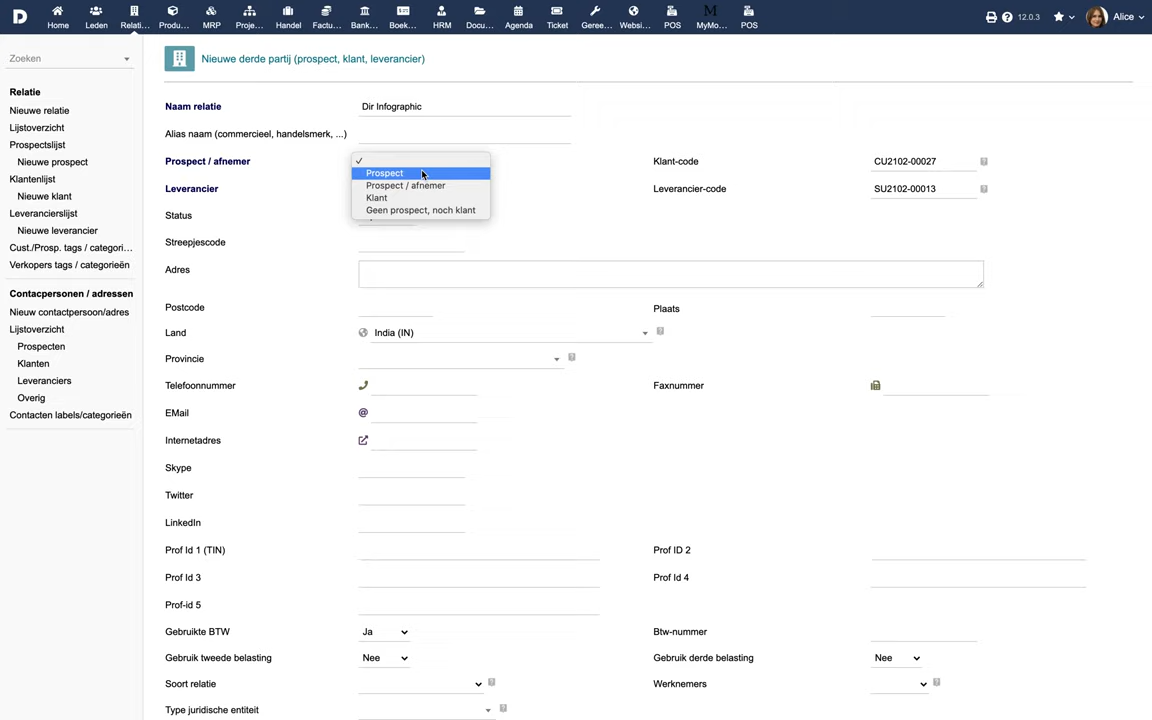 D
Home Leden Relati... Produ... MRP Proje... Handel Factu... Bank... Boek... HRM Docu... Agenda Ticket Geree... Websi... POS MyMo... POS
12.0.3
Alice
Zoeken
Relatie
Nieuwe relatie
Lijstoverzicht
Prospectslijst
Nieuwe prospect
Klantenlijst
Nieuwe klant
Leverancierslijst
Nieuwe leverancier
Cust./Prosp. tags / categori...
Verkopers tags / categorieën
Contacpersonen / adressen
Nieuw contactpersoon/adres
Lijstoverzicht
Prospecten
Klanten
Leveranciers
Overig
Contacten labels/categorieën
Nieuwe derde partij (prospect, klant, leverancier)
Naam relatie Dir Infographic
Alias naam (commercieel, handelsmerk, ...)
Prospect / afnemer
Prospect
Prospect / afnemer
Klant
Geen prospect, noch klant
Klant-code CU2102-00027
Leverancier
Leverancier-code SU2102-00013
Status
Streepjescode
Adres
Postcode Plaats
Land India (IN)
Provincie
Telefoonnummer Faxnummer
EMail @
Internetadres
Skype
Twitter
LinkedIn
Prof Id 1 (TIN) Prof ID 2
Prof Id 3 Prof Id 4
Prof-id 5
Gebruikte BTW Ja Btw-nummer
Gebruik tweede belasting Nee Gebruik derde belasting Nee
Soort relatie Werknemers
Type juridische entiteit